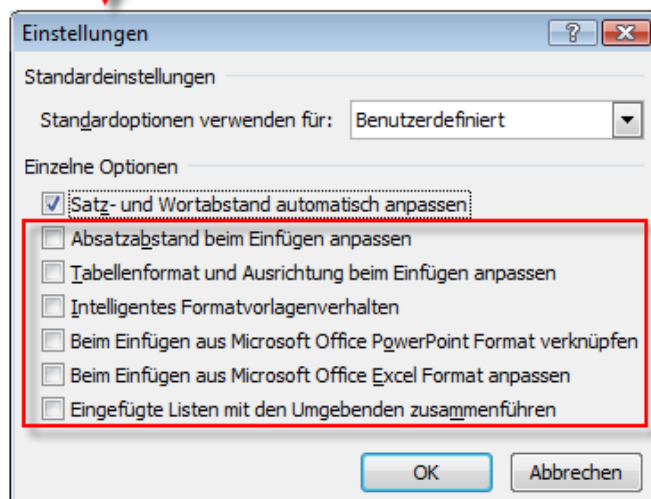 Einstellungen
Standardeinstellungen
Standardoptionen verwenden für: Benutzerdefiniert
Einzelne Optionen
Satz- und Wortabstand automatisch anpassen
Absatzabstand beim Einfügen anpassen
Tabellenformat und Ausrichtung beim Einfügen anpassen
Intelligentes Formatvorlagenverhalten
Beim Einfügen aus Microsoft Office PowerPoint Format verknüpfen
Beim Einfügen aus Microsoft Office Excel Format anpassen
Eingefügte Listen mit den Umgebenden zusammenführen
OK Abbrechen